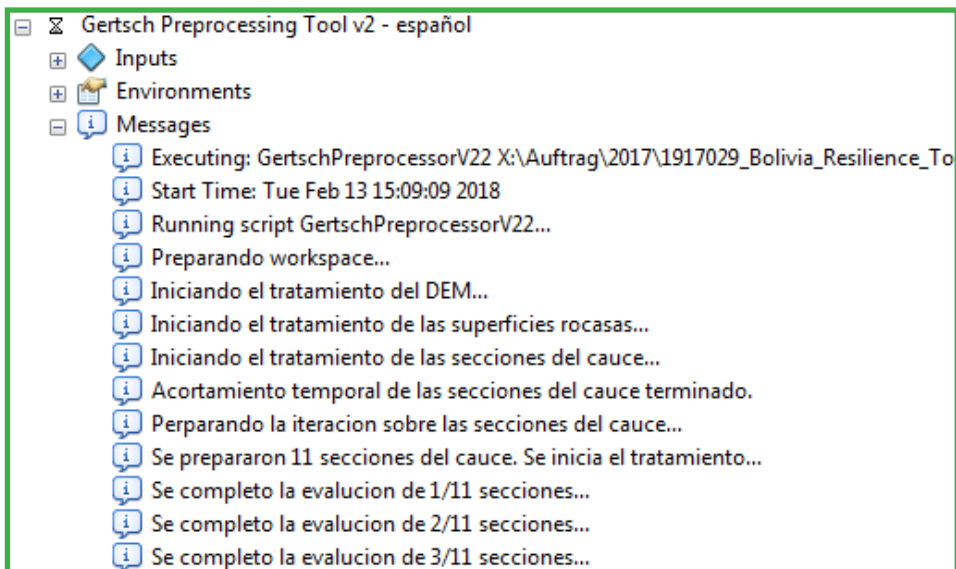 Gertsch Preprocessing Tool v2 - español
Inputs
Environments
Messages
Executing: GertschPreprocessorV22 X:\Auftrag\2017\1917029_Bolivia_Resilience_To
Start Time: Tue Feb 13 15:09:09 2018
Running script GertschPreprocessorV22...
Preparando workspace...
Iniciando el tratamiento del DEM...
Iniciando el tratamiento de las superficies rocasas...
Iniciando el tratamiento de las secciones del cauce...
Acortamiento temporal de las secciones del cauce terminado.
Perparando la iteracion sobre las secciones del cauce...
Se prepararon 11 secciones del cauce. Se inicia el tratamiento...
Se completo la evalucion de 1/11 secciones...
Se completo la evalucion de 2/11 secciones...
Se completo la evalucion de 3/11 secciones...